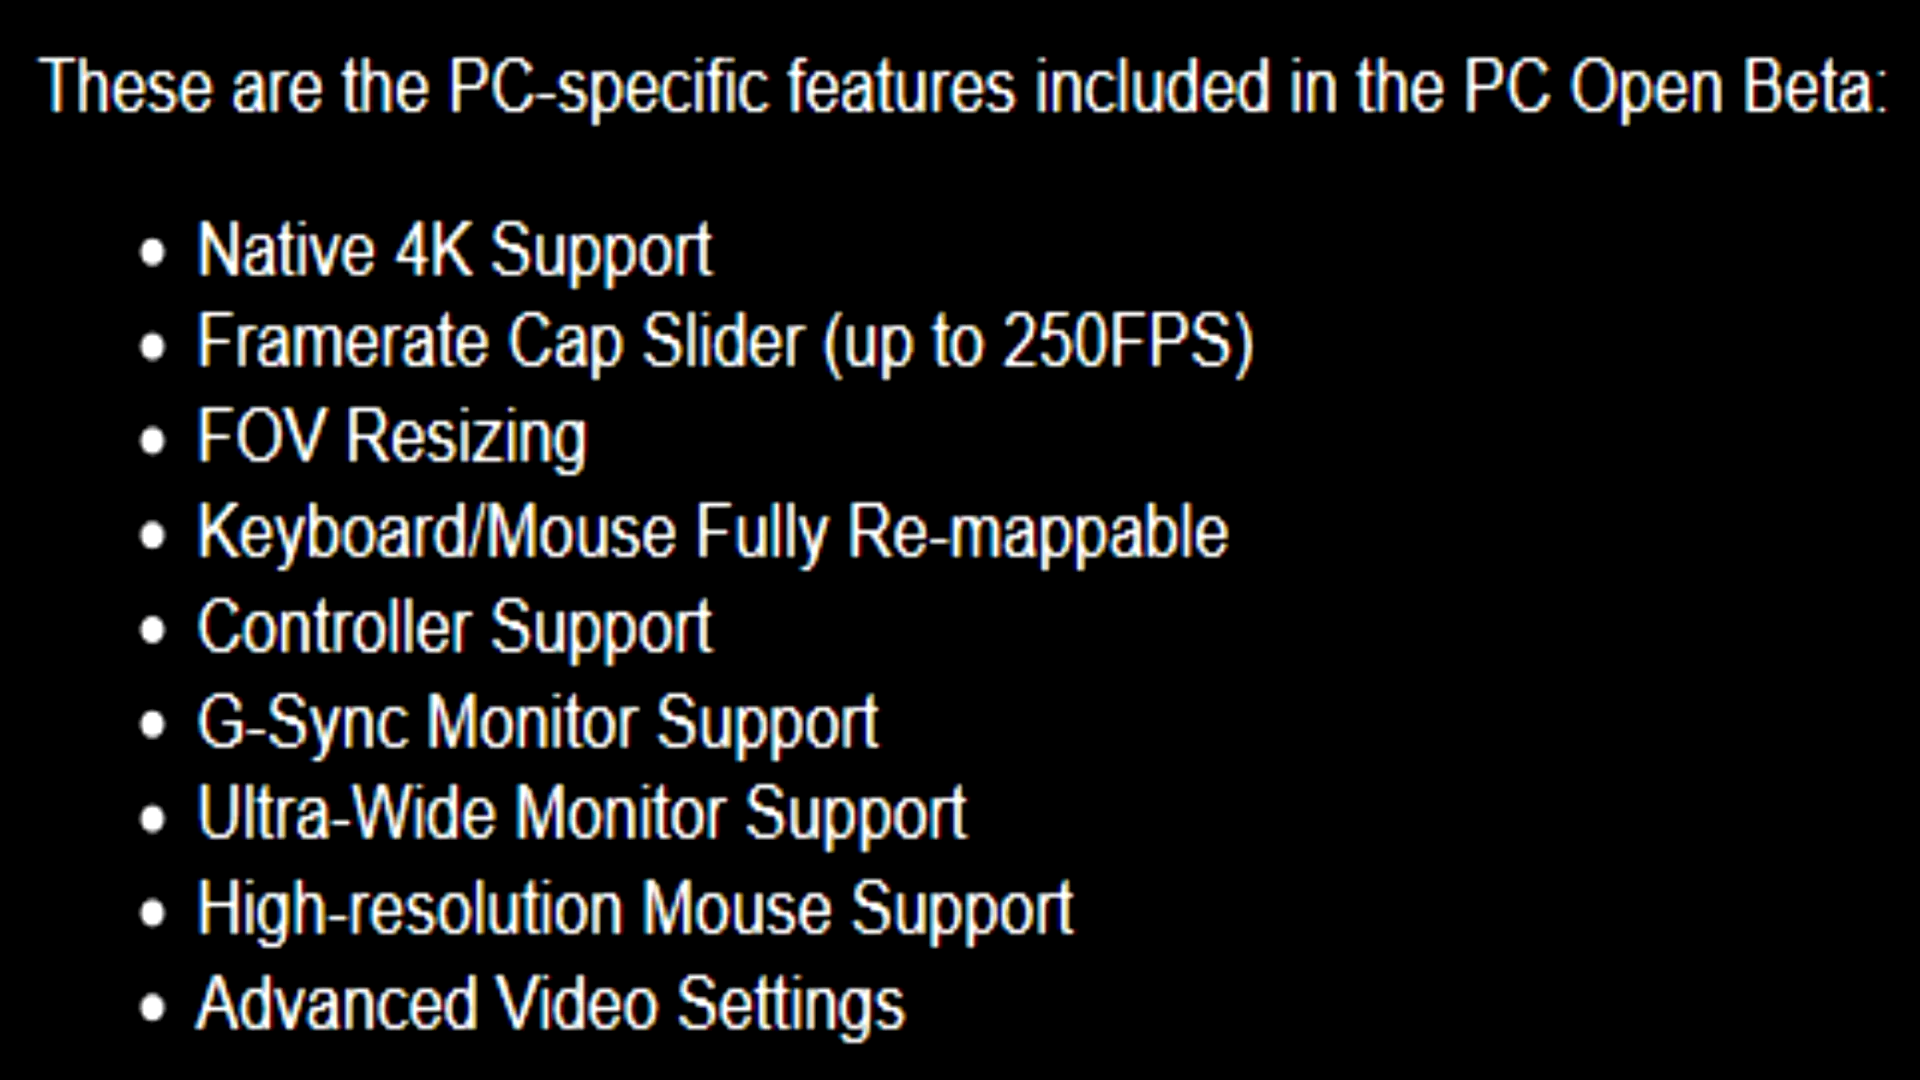 These are the PC-specific features included in the PC Open Beta:
• Native 4K Support
• Framerate Cap Slider (up to 250FPS)
• FOV Resizing
• Keyboard/Mouse Fully Re-mappable
• Controller Support
• G-Sync Monitor Support
• Ultra-Wide Monitor Support
• High-resolution Mouse Support
• Advanced Video Settings